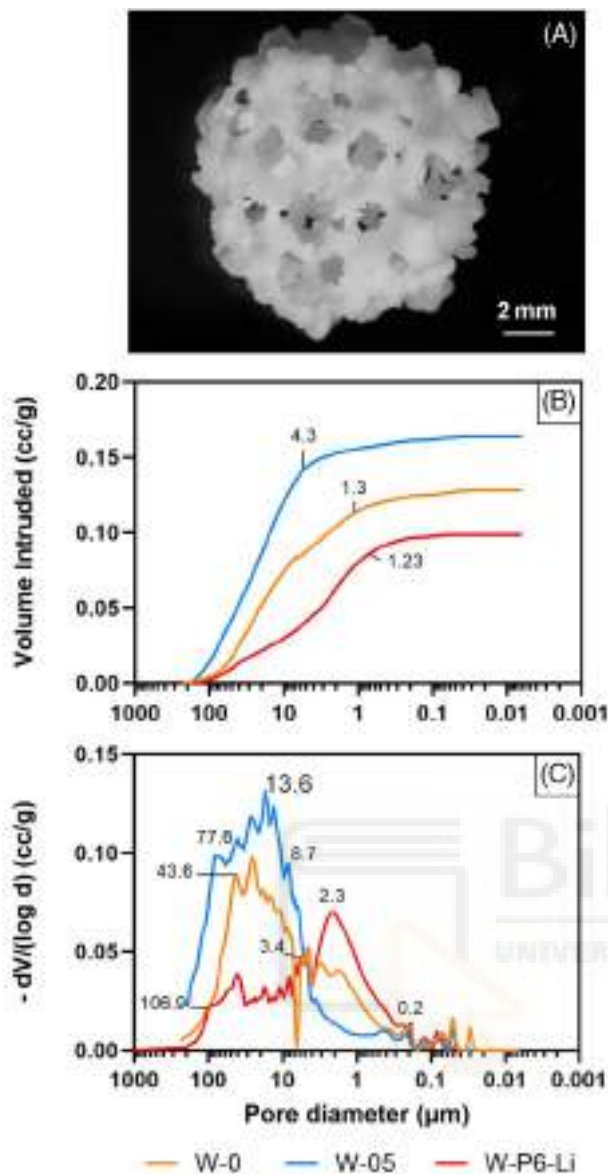 (A)
2 mm
(B)
Volume Intruded (cc/g)
0.20
0.15
0.10
0.05
0.00
4.3
1.3
1.23
1000 100 10 1 0.1 0.01 0.001
(C)
- dV/(log d) (cc/g)
0.15
0.10
0.05
0.00
13.6
77.6
8.7
43.6
2.3
3.4
106.9
0.2
1000 100 10 1 0.1 0.01 0.001
Pore diameter (µm)
W-0 W-05 W-P6-Li